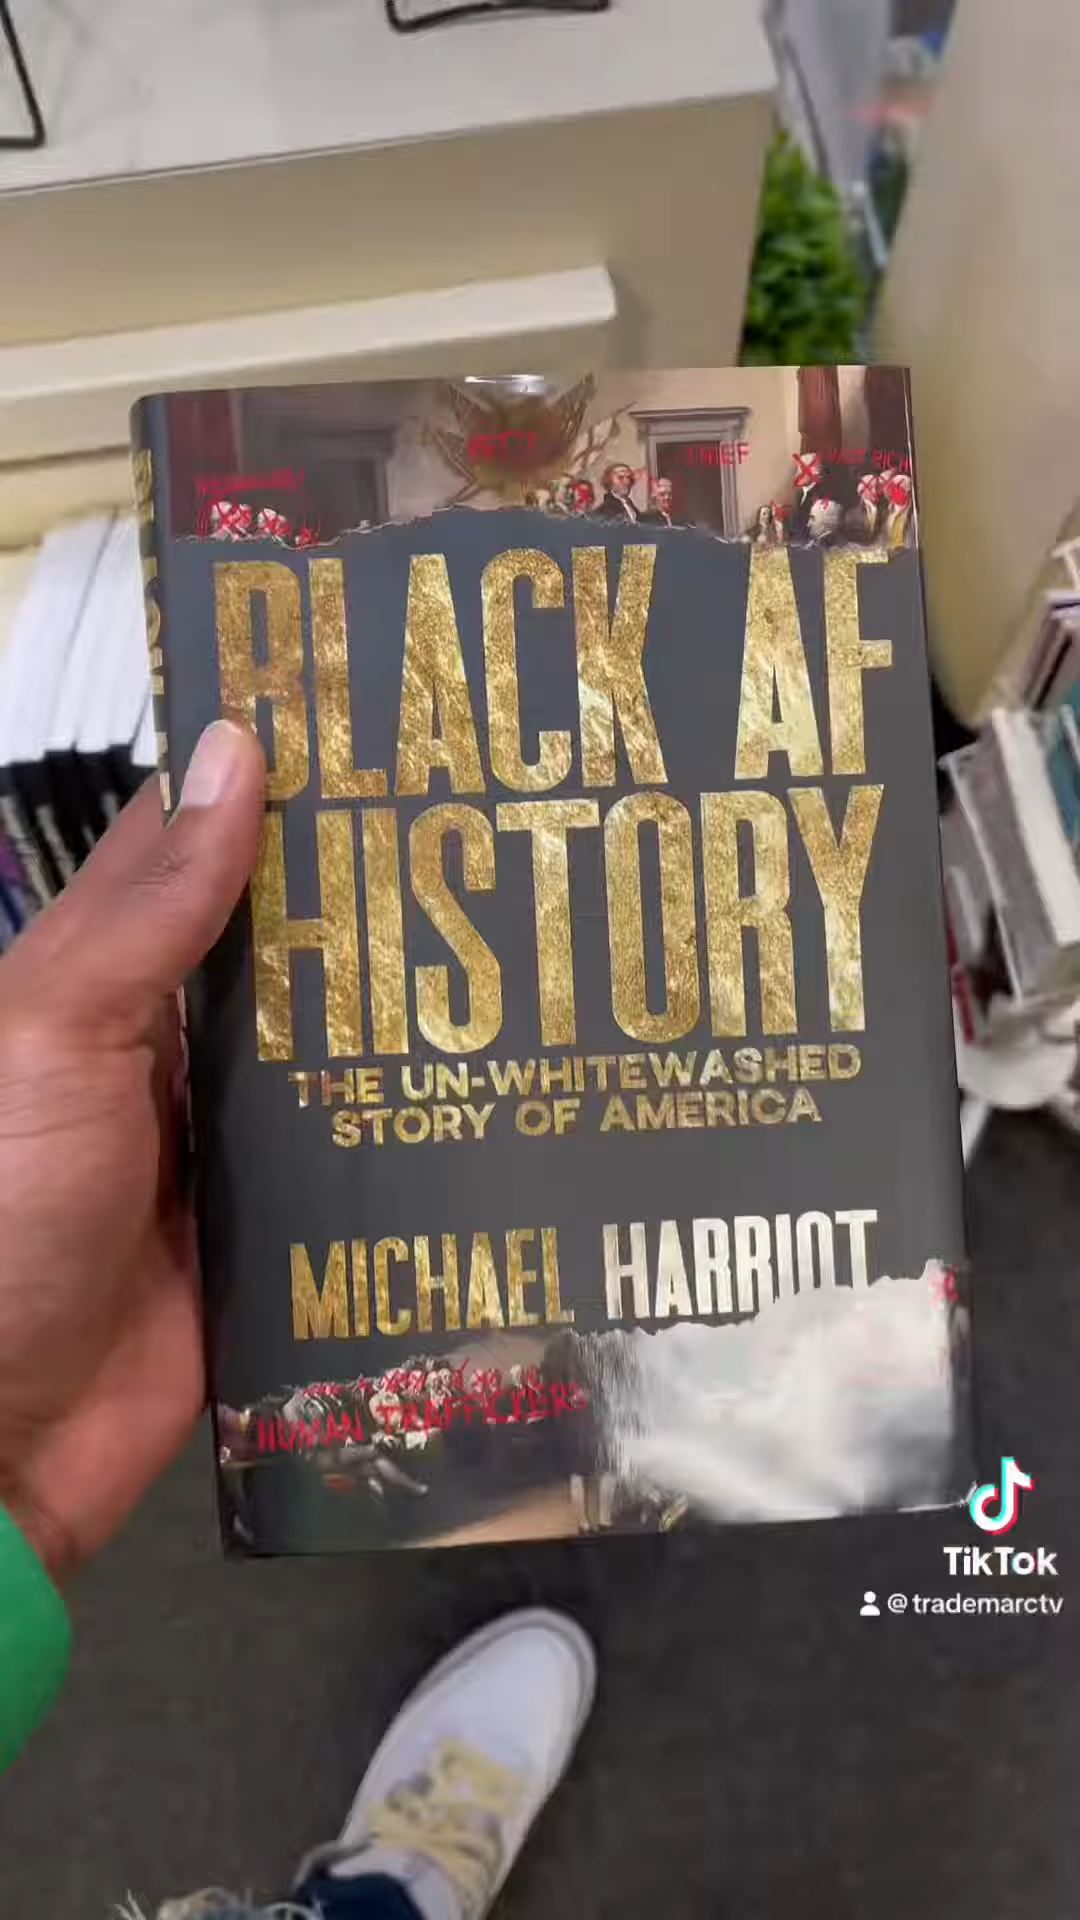 THIEF
BLACK AF
HISTORY
THE UN-WHITEWASHED
STORY OF AMERICA
MICHAEL HARRIOT
HUMAN TRAFFICKERS
TikTok
@trademarctv